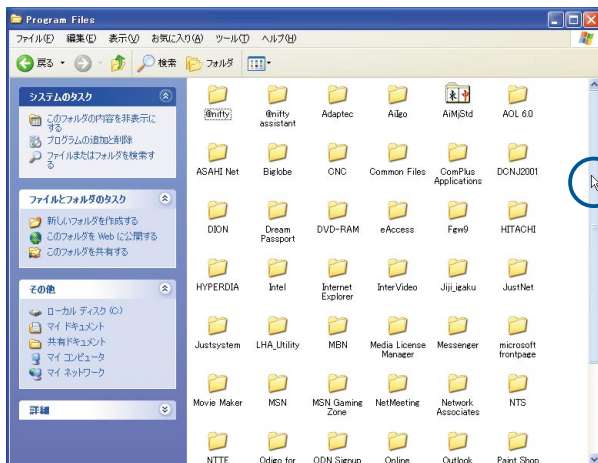 Program Files
ファイル(F) 編集(E) 表示(V) お気に入り(A) ツール(T) ヘルプ(H)
戻る 検索 フォルダ
システムのタスク
このフォルダの内容を非表示に
する
プログラムの追加と削除
ファイルまたはフォルダを検索す
る
ファイルとフォルダのタスク
新しいフォルダを作成する
このフォルダを Web に公開する
このフォルダを共有する
その他
ローカル ディスク (C:)
マイ ドキュメント
共有ドキュメント
マイ コンピュータ
マイ ネットワーク
詳細
@nifty
@nifty
assistant
Adaptec
Ailgo
AiMjStd
AOL 6.0
ASAHI Net
Biglobe
CNC
Common Files
ComPlus
Applications
DCNJ2001
DION
Dream
Passport
DVD-RAM
eAccess
Fgw9
HITACHI
HYPERDIA
Intel
Internet
Explorer
InterVideo
Jiji_igaku
JustNet
Justsystem
LHA_Utility
MBN
Media License
Manager
Messenger
microsoft
frontpage
Movie Maker
MSN
MSN Gaming
Zone
NetMeeting
Network
Associates
NTS
NTTE
Odigo for
ODN Signup
Online
Outlook
Paint Shop